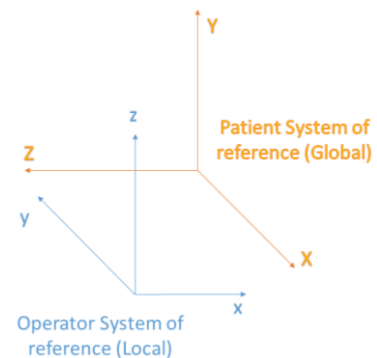 Y
z
Patient System of
reference (Global)
Z
y
X
x
Operator System of
reference (Local)